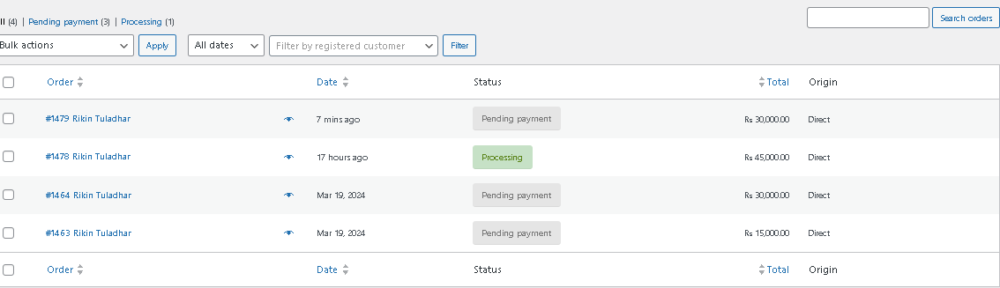 ll (4) | Pending payment (3) | Processing (1)
Search orders
Bulk actions Apply All dates Filter by registered customer Filter
Order Date Status Total Origin
#1479 Rikin Tuladhar 7 mins ago Pending payment Rs 30,000.00 Direct
#1478 Rikin Tuladhar 17 hours ago Processing Rs 45,000.00 Direct
#1464 Rikin Tuladhar Mar 19, 2024 Pending payment Rs 30,000.00 Direct
#1463 Rikin Tuladhar Mar 19, 2024 Pending payment Rs 15,000.00 Direct
Order Date Status Total Origin